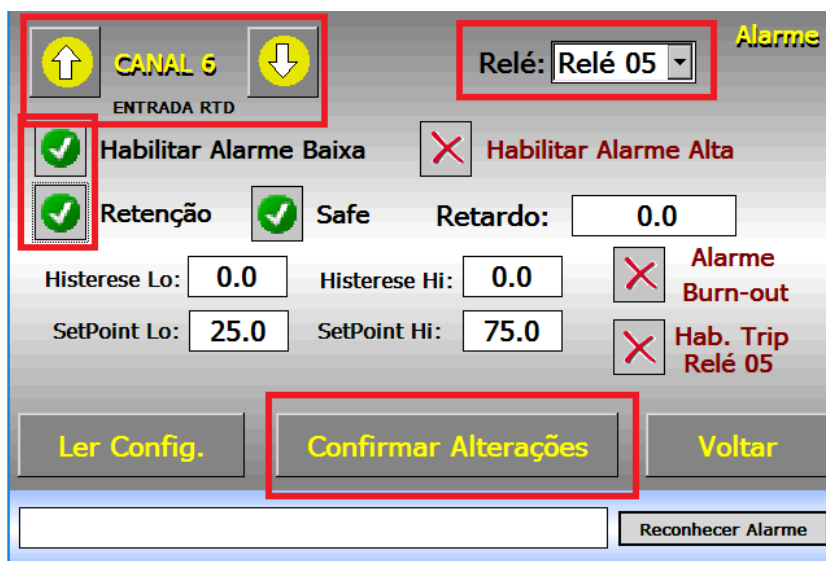 Alarme
CANAL 6
Relé: Relé 05
ENTRADA RTD
Habilitar Alarme Baixa
Habilitar Alarme Alta
Retenção
Safe
Retardo: 0.0
Histerese Lo: 0.0
Histerese Hi: 0.0
Alarme
Burn-out
SetPoint Lo: 25.0
SetPoint Hi: 75.0
Hab. Trip
Relé 05
Ler Config.
Confirmar Alterações
Voltar
Reconhecer Alarme